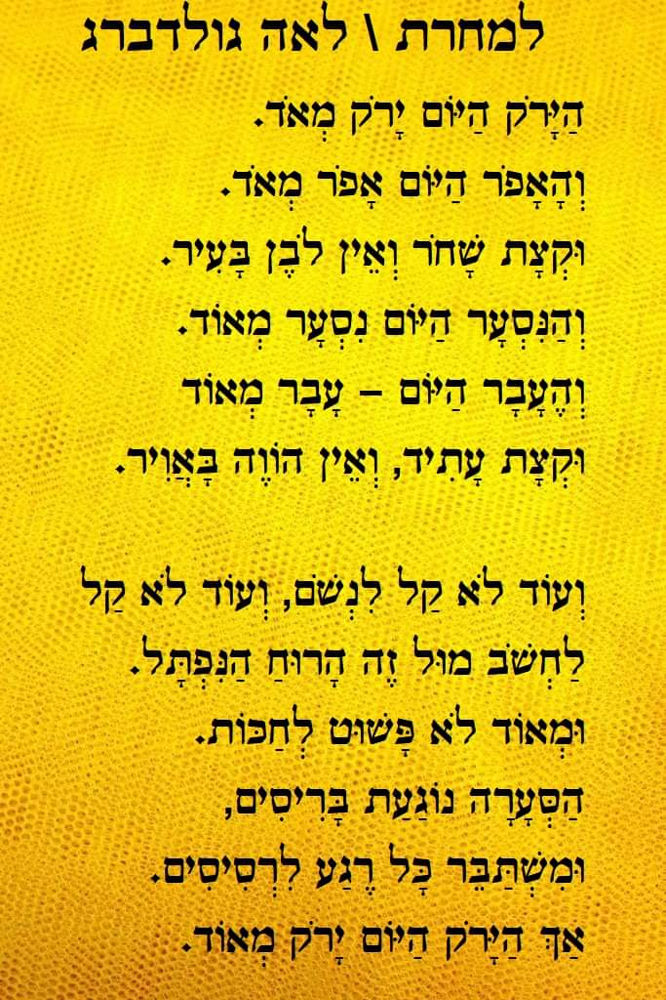 למחרת \ לאה גולדברג
הַיָּרֹק הַיּוֹם יָרֹק מְאֹד.
וְהָאָפֹר הַיּוֹם אָפֹר מְאֹד.
וּקְצָת שָׁחֹר וְאֵין לֹבֶן בָּעִיר.
וְהַנִּסְעָר הַיּוֹם נִסְעָר מְאוֹד.
וְהֶעָבָר הַיּוֹם – עָבָר מְאוֹד
וּקְצָת עָתִיד, וְאֵין הוֹוֶה בָּאֲוִיר.
וְעוֹד לֹא קַל לִנְשֹׁם, וְעוֹד לֹא קַל
לַחְשֹׁב מוּל זֶה הָרוּחַ הַנִּפְתָּל.
וּמְאוֹד לֹא פָּשׁוּט לְחַכּוֹת.
הַסְּעָרָה נוֹגַעַת בָּרִיסִים,
וּמִשְׁתַּבֵּר כָּל רֶגַע לִרְסִיסִים.
אַךְ הַיָּרֹק הַיּוֹם יָרֹק מְאוֹד.